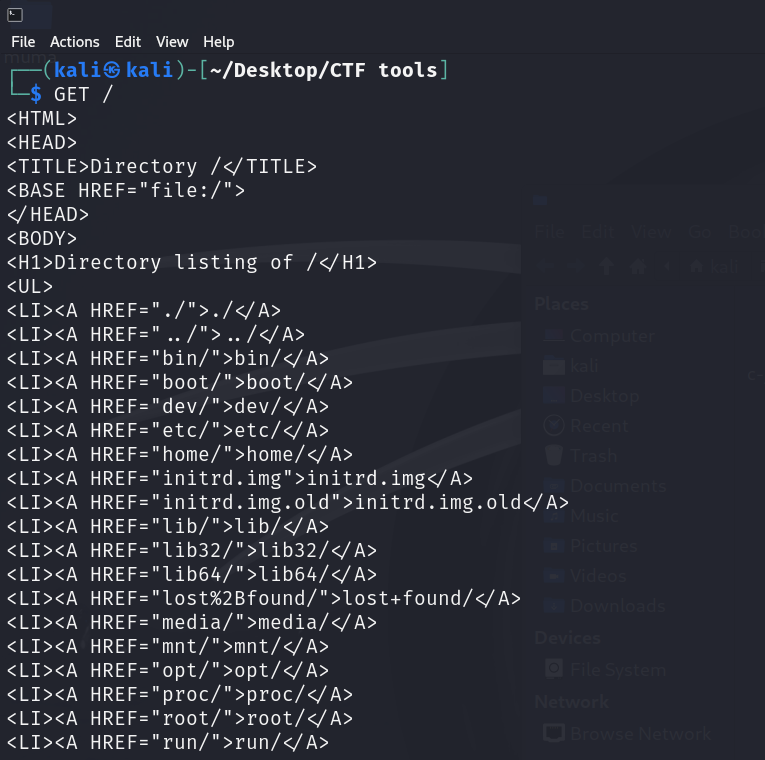 File Actions Edit View Help
┌──(kali㉿kali)-[~/Desktop/CTF tools]
└─$ GET /
<HTML>
<HEAD>
<TITLE>Directory /</TITLE>
<BASE HREF="file:/">
</HEAD>
<BODY>
<H1>Directory listing of /</H1>
<UL>
<LI><A HREF="./">./</A>
<LI><A HREF="../">../</A>
<LI><A HREF="bin/">bin/</A>
<LI><A HREF="boot/">boot/</A>
<LI><A HREF="dev/">dev/</A>
<LI><A HREF="etc/">etc/</A>
<LI><A HREF="home/">home/</A>
<LI><A HREF="initrd.img">initrd.img</A>
<LI><A HREF="initrd.img.old">initrd.img.old</A>
<LI><A HREF="lib/">lib/</A>
<LI><A HREF="lib32/">lib32/</A>
<LI><A HREF="lib64/">lib64/</A>
<LI><A HREF="lost%2Bfound/">lost+found/</A>
<LI><A HREF="media/">media/</A>
<LI><A HREF="mnt/">mnt/</A>
<LI><A HREF="opt/">opt/</A>
<LI><A HREF="proc/">proc/</A>
<LI><A HREF="root/">root/</A>
<LI><A HREF="run/">run/</A>
File Edit View Go
kali
Places
Computer
kali
Desktop
Recent
Trash
Documents
Music
Pictures
Videos
Downloads
Devices
File System
Network
Browse Network